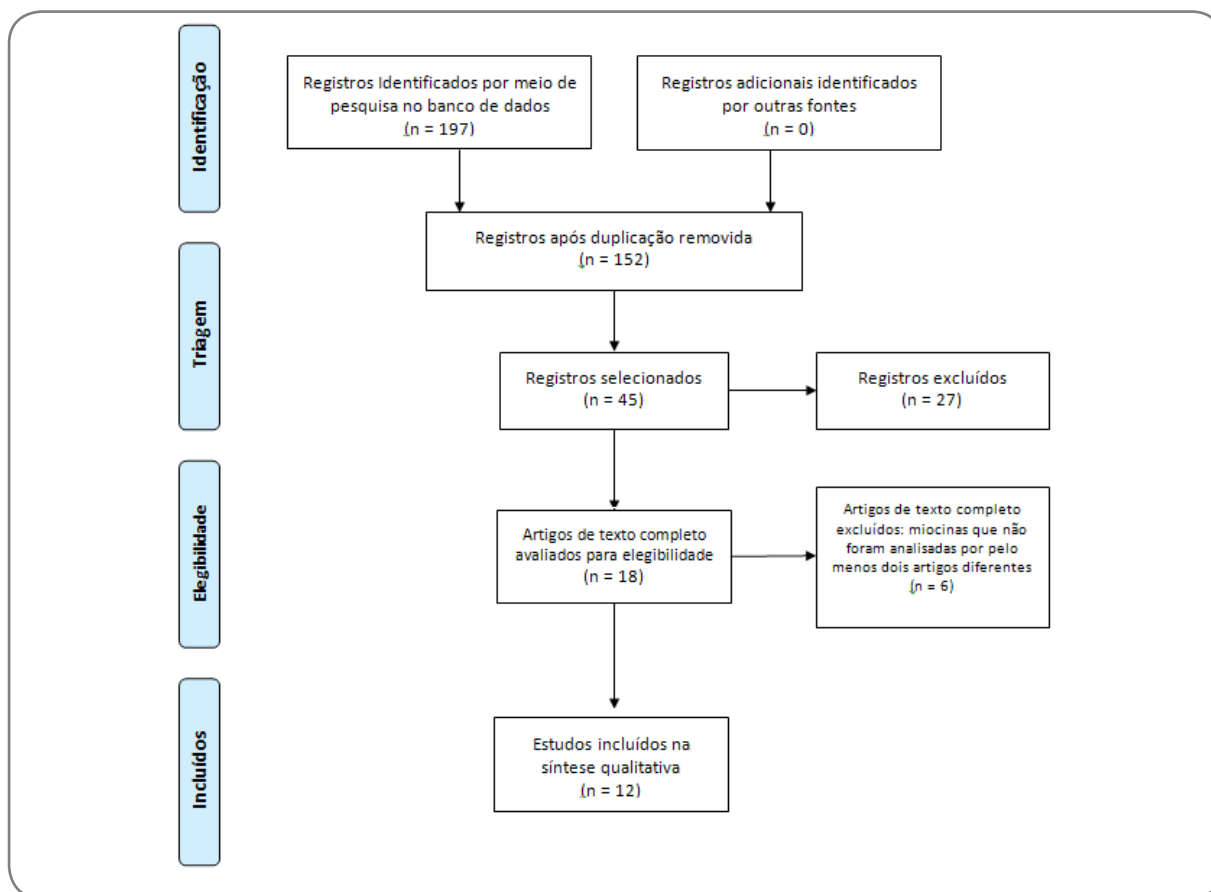 Identificação
Registros Identificados por meio de
pesquisa no banco de dados
(n = 197)
Registros adicionais identificados
por outras fontes
(n = 0)
Registros após duplicação removida
(n = 152)
Triagem
Registros selecionados
(n = 45)
Registros excluídos
(n = 27)
Elegibilidade
Artigos de texto completo
avaliados para elegibilidade
(n = 18)
Artigos de texto completo
excluídos: miocinas que não
foram analisadas por pelo
menos dois artigos diferentes
(n = 6)
Incluídos
Estudos incluídos na
síntese qualitativa
(n = 12)